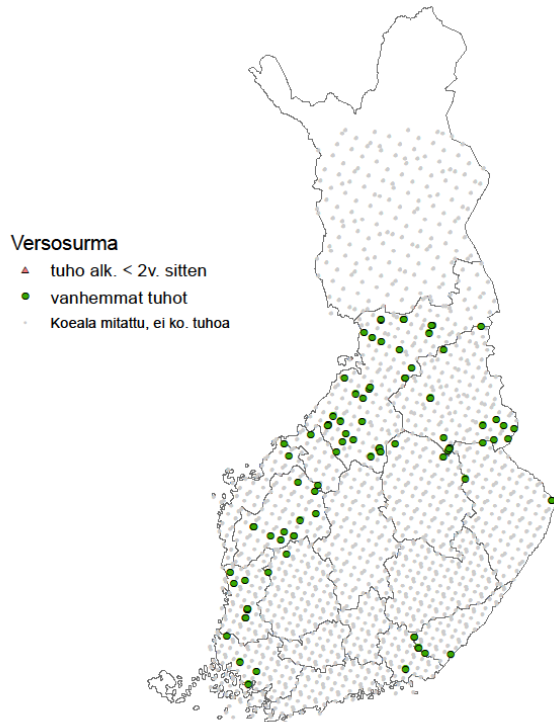 Versosurma
tuho alk. < 2v. sitten
vanhemmat tuhot
Koeala mitattu, ei ko. tuhoa